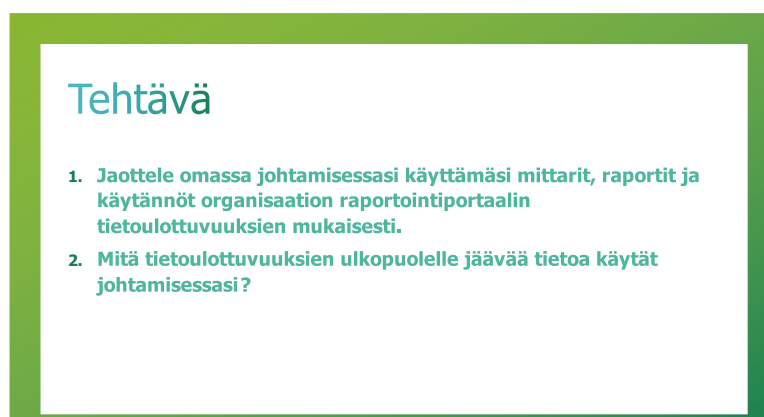 Tehtävä
1. Jaottele omassa johtamisessasi käyttämäsi mittarit, raportit ja
käytännöt organisaation raportointiportaalin
tietoulottuvuuksien mukaisesti.
2. Mitä tietoulottuvuuksien ulkopuolelle jäävää tietoa käytät
johtamisessasi?